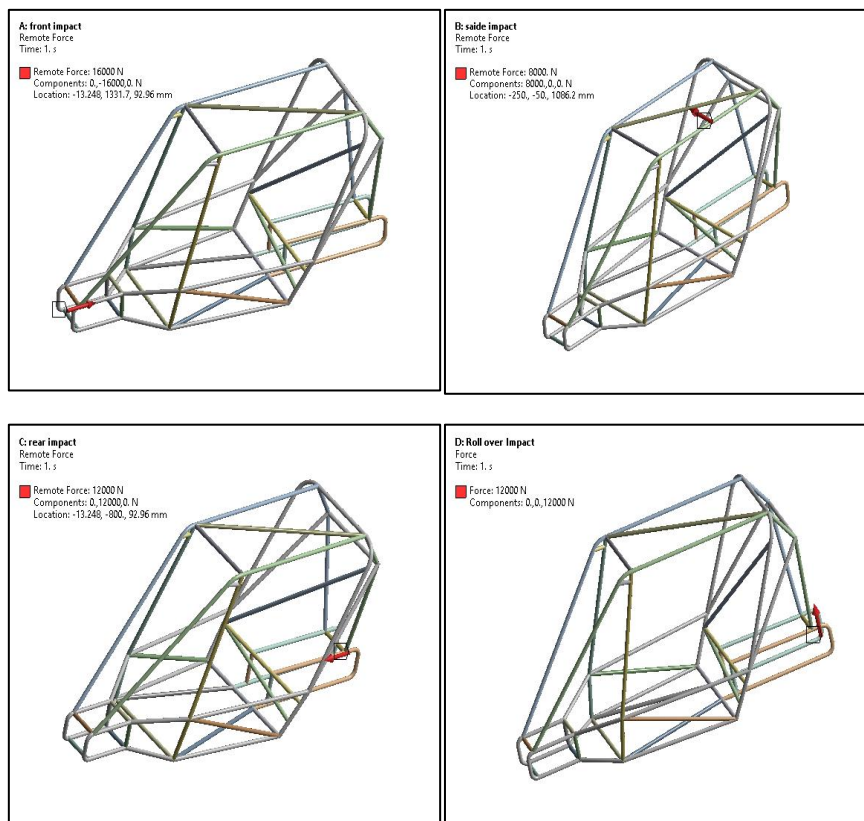 A: front impact
Remote Force
Time: 1. s
Remote Force: 16000 N
Components: 0.,-16000,0. N
Location: -13.248, 1331.7, 92.96 mm
B: saide impact
Remote Force
Time: 1. s
Remote Force: 8000. N
Components: 8000.,0.,0. N
Location: -250., -50., 1086.2 mm
C: rear impact
Remote Force
Time: 1. s
Remote Force: 12000 N
Components: 0.,12000,0. N
Location: -13.248, -800., 92.96 mm
D: Roll over Impact
Force
Time: 1. s
Force: 12000 N
Components: 0.,0.,12000 N